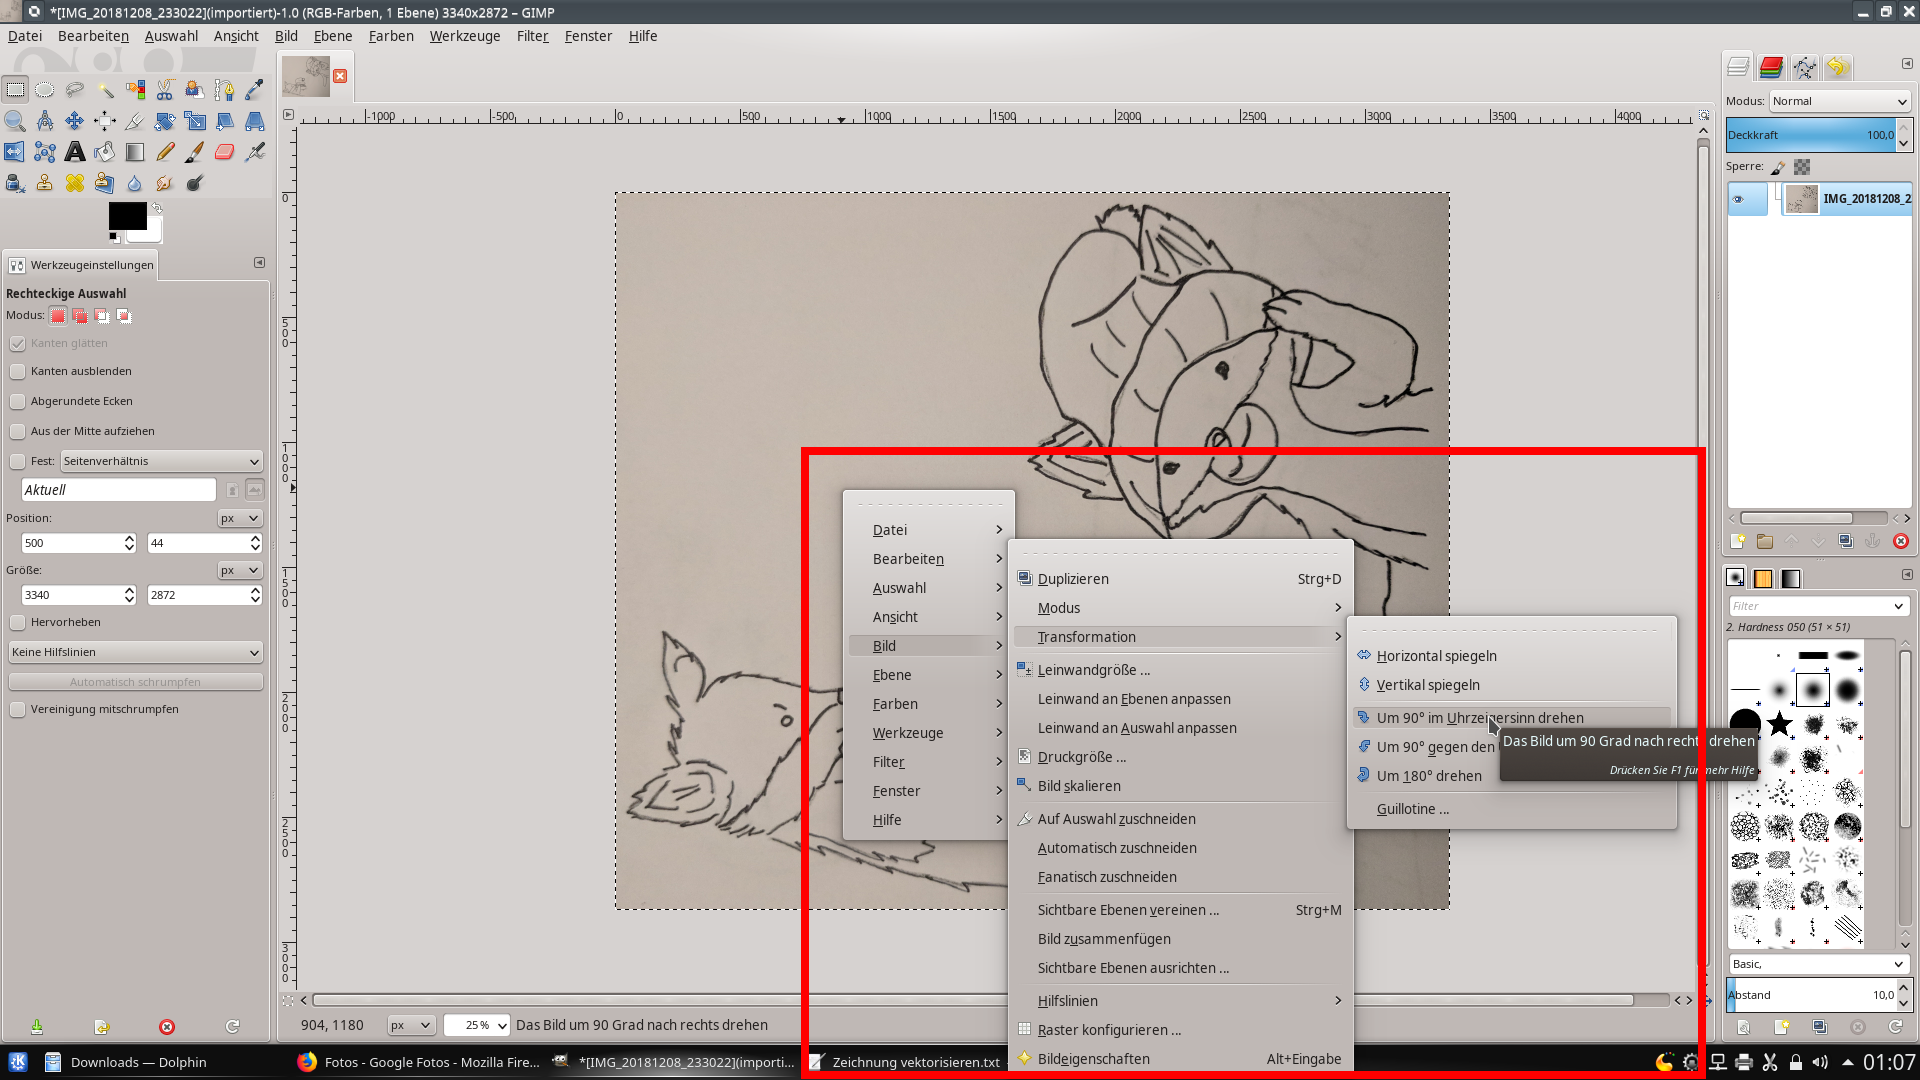 *[IMG_20181208_233022](importiert)-1.0 (RGB-Farben, 1 Ebene) 3340x2872 – GIMP
Datei Bearbeiten Auswahl Ansicht Bild Ebene Farben Werkzeuge Filter Fenster Hilfe
-1000 -500 0 500 1000 1500 2000 2500 3000 3500 4000
0
500
1000
1500
2000
2500
3000
Werkzeugeinstellungen
Rechteckige Auswahl
Modus:
Kanten glätten
Kanten ausblenden
Abgerundete Ecken
Aus der Mitte aufziehen
Fest: Seitenverhältnis
Aktuell
Position: px
500 44
Größe: px
3340 2872
Hervorheben
Keine Hilfslinien
Automatisch schrumpfen
Vereinigung mitschrumpfen
Datei
Bearbeiten
Auswahl
Ansicht
Bild
Ebene
Farben
Werkzeuge
Filter
Fenster
Hilfe
Duplizieren Strg+D
Modus
Transformation
Leinwandgröße ...
Leinwand an Ebenen anpassen
Leinwand an Auswahl anpassen
Druckgröße ...
Bild skalieren
Auf Auswahl zuschneiden
Automatisch zuschneiden
Fanatisch zuschneiden
Sichtbare Ebenen vereinen ... Strg+M
Bild zusammenfügen
Sichtbare Ebenen ausrichten ...
Hilfslinien
Raster konfigurieren ...
Bildeigenschaften Alt+Eingabe
Horizontal spiegeln
Vertikal spiegeln
Um 90° im Uhrzeigersinn drehen
Um 90° gegen den
Um 180° drehen
Guillotine ...
Das Bild um 90 Grad nach rechts drehen
Drücken Sie F1 für mehr Hilfe
Modus: Normal
Deckkraft 100,0
Sperre:
IMG_20181208_2
Filter
2. Hardness 050 (51 × 51)
Basic,
Abstand 10,0
904, 1180 px 25 % Das Bild um 90 Grad nach rechts drehen
Downloads — Dolphin
Fotos - Google Fotos - Mozilla Fire...
*[IMG_20181208_233022](importi...
Zeichnung vektorisieren.txt
01:07